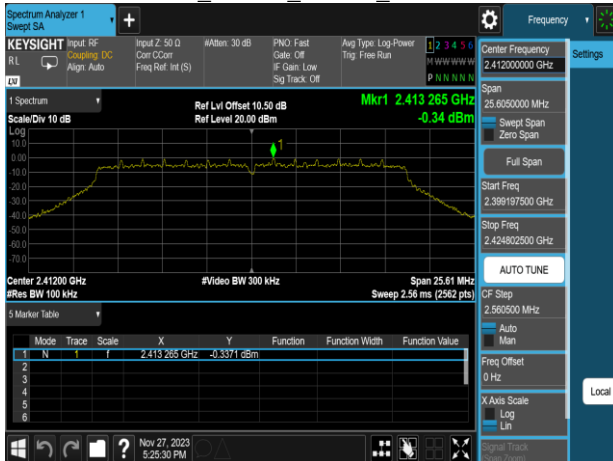 Spectrum Analyzer 1
Swept SA
+
Frequency
KEYSIGHT
RL
LXI
Input: RF
Coupling: DC
Align: Auto
Input Z: 50 Ω
Corr CCorr
Freq Ref: Int (S)
#Atten: 30 dB
PNO: Fast
Gate: Off
IF Gain: Low
Sig Track: Off
Avg Type: Log-Power
Trig: Free Run
1 2 3 4 5 6
M W W W W W
P N N N N N
Center Frequency
2.412000000 GHz
Settings
Span
25.6050000 MHz
Swept Span
Zero Span
Full Span
Start Freq
2.399197500 GHz
Stop Freq
2.424802500 GHz
AUTO TUNE
CF Step
2.560500 MHz
Auto
Man
Freq Offset
0 Hz
X Axis Scale
Log
Lin
Signal Track
(Span Zoom)
Local
1 Spectrum
Scale/Div 10 dB
Ref Lvl Offset 10.50 dB
Ref Level 20.00 dBm
Mkr1 2.413 265 GHz
-0.34 dBm
Log
10.0
0.00
-10.0
-20.0
-30.0
-40.0
-50.0
-60.0
-70.0
1
Center 2.41200 GHz
#Res BW 100 kHz
#Video BW 300 kHz
Span 25.61 MHz
Sweep 2.56 ms (2562 pts)
5 Marker Table
Mode Trace Scale X Y Function Function Width Function Value
1 N 1 f 2.413 265 GHz -0.3371 dBm
2
3
4
5
6
?
Nov 27, 2023
5:25:30 PM